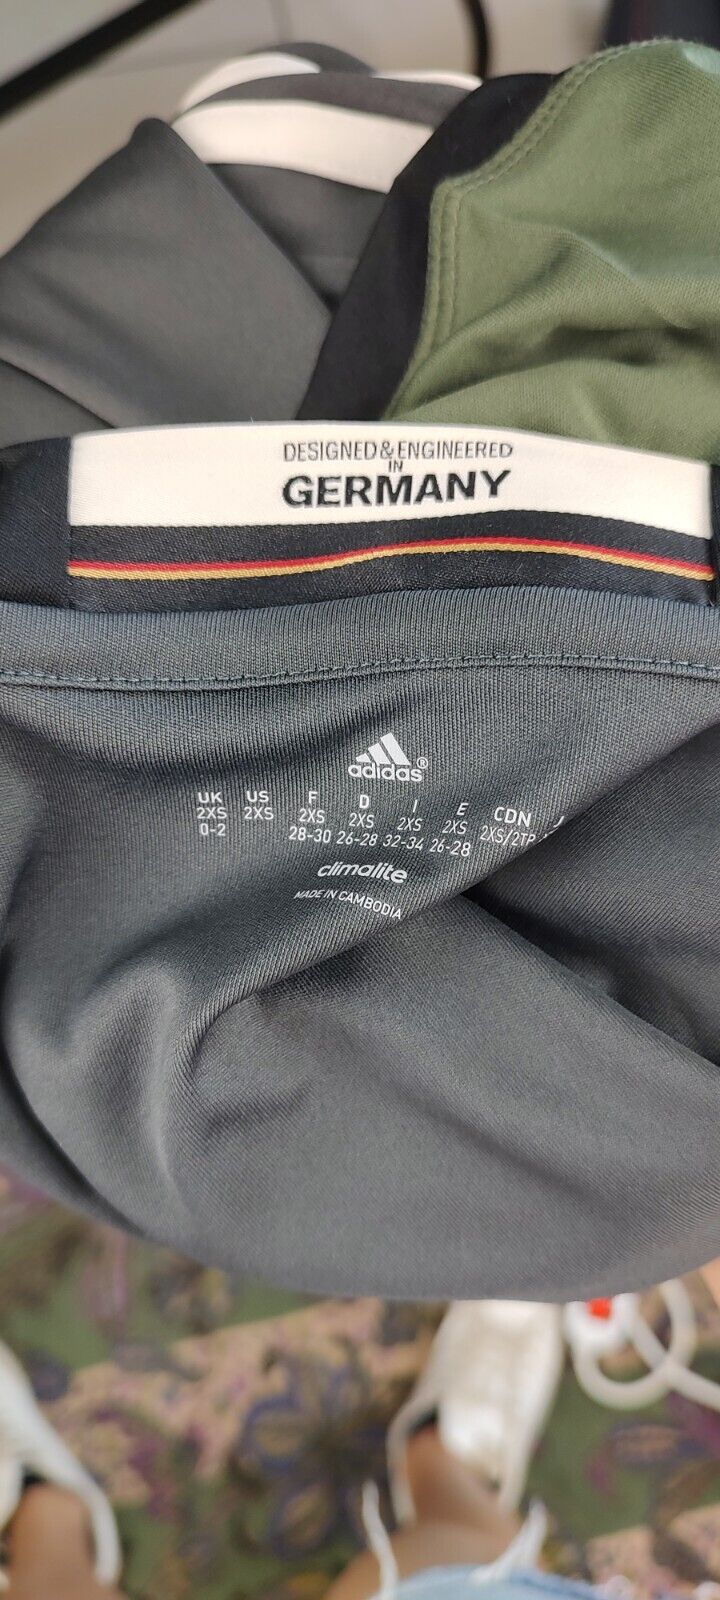 DESIGNED & ENGINEERED
IN
GERMANY
adidas®
UK US F D I E CDN J
2XS 2XS 2XS 2XS 2XS 2XS 2XS/2TP
0-2 28-30 26-28 32-34 26-28
climalite
MADE IN CAMBODIA